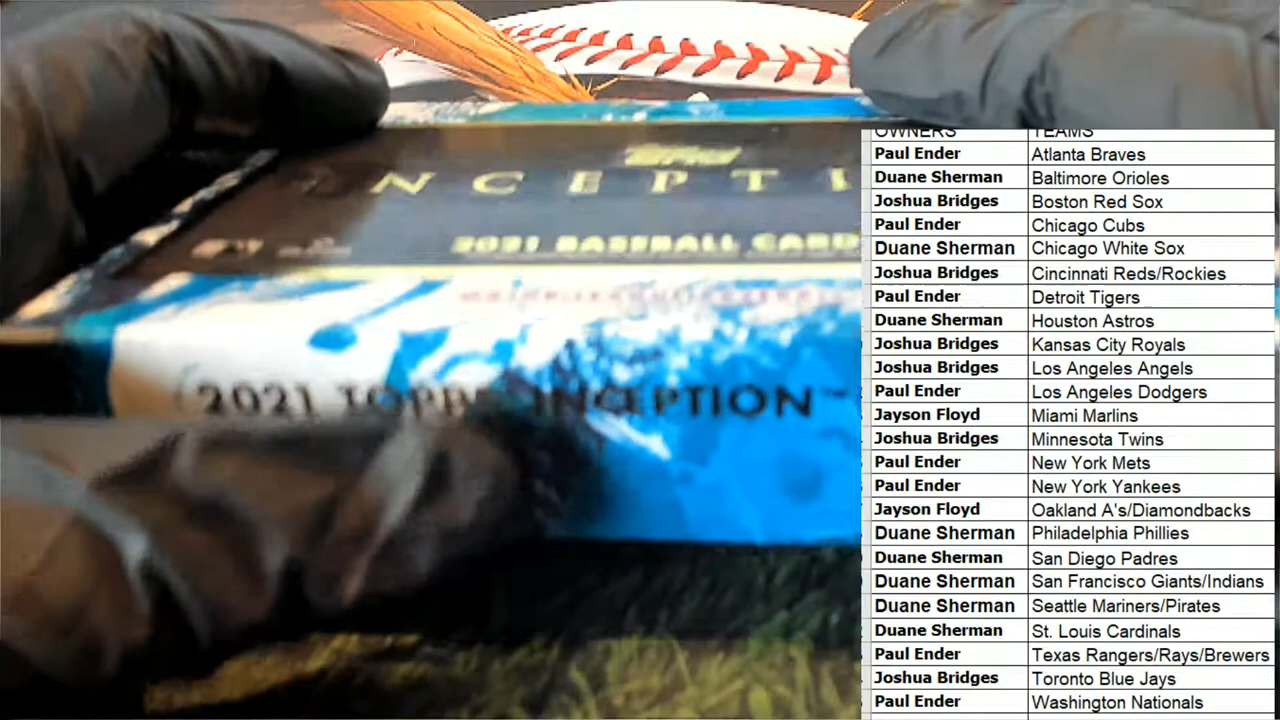 Topps
NCEPTI
2021 BASEBALL CARD
2021 TOPPS INCEPTION™
OWNERS TEAMS
Paul Ender Atlanta Braves
Duane Sherman Baltimore Orioles
Joshua Bridges Boston Red Sox
Paul Ender Chicago Cubs
Duane Sherman Chicago White Sox
Joshua Bridges Cincinnati Reds/Rockies
Paul Ender Detroit Tigers
Duane Sherman Houston Astros
Joshua Bridges Kansas City Royals
Joshua Bridges Los Angeles Angels
Paul Ender Los Angeles Dodgers
Jayson Floyd Miami Marlins
Joshua Bridges Minnesota Twins
Paul Ender New York Mets
Paul Ender New York Yankees
Jayson Floyd Oakland A's/Diamondbacks
Duane Sherman Philadelphia Phillies
Duane Sherman San Diego Padres
Duane Sherman San Francisco Giants/Indians
Duane Sherman Seattle Mariners/Pirates
Duane Sherman St. Louis Cardinals
Paul Ender Texas Rangers/Rays/Brewers
Joshua Bridges Toronto Blue Jays
Paul Ender Washington Nationals